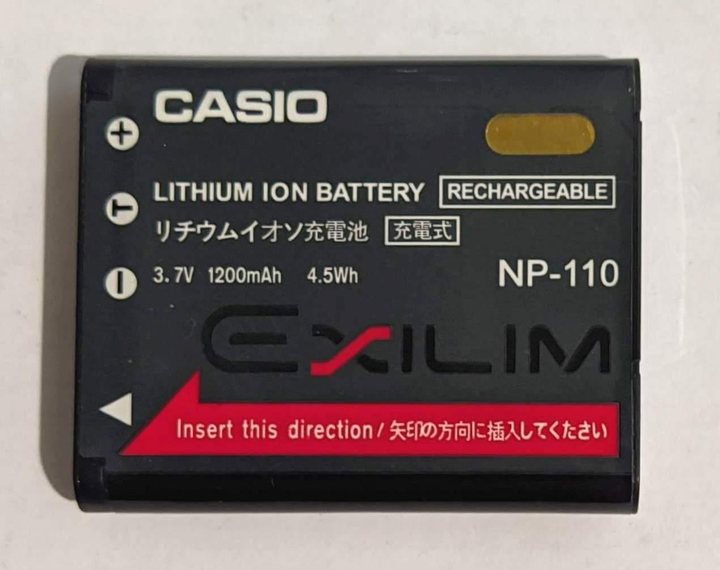 CASIO
+
LITHIUM ION BATTERY RECHARGEABLE
T
リチウムイオソ充電池 充電式
−
3.7V 1200mAh 4.5Wh NP-110
EXILIM
Insert this direction/矢印の方向に插入してください